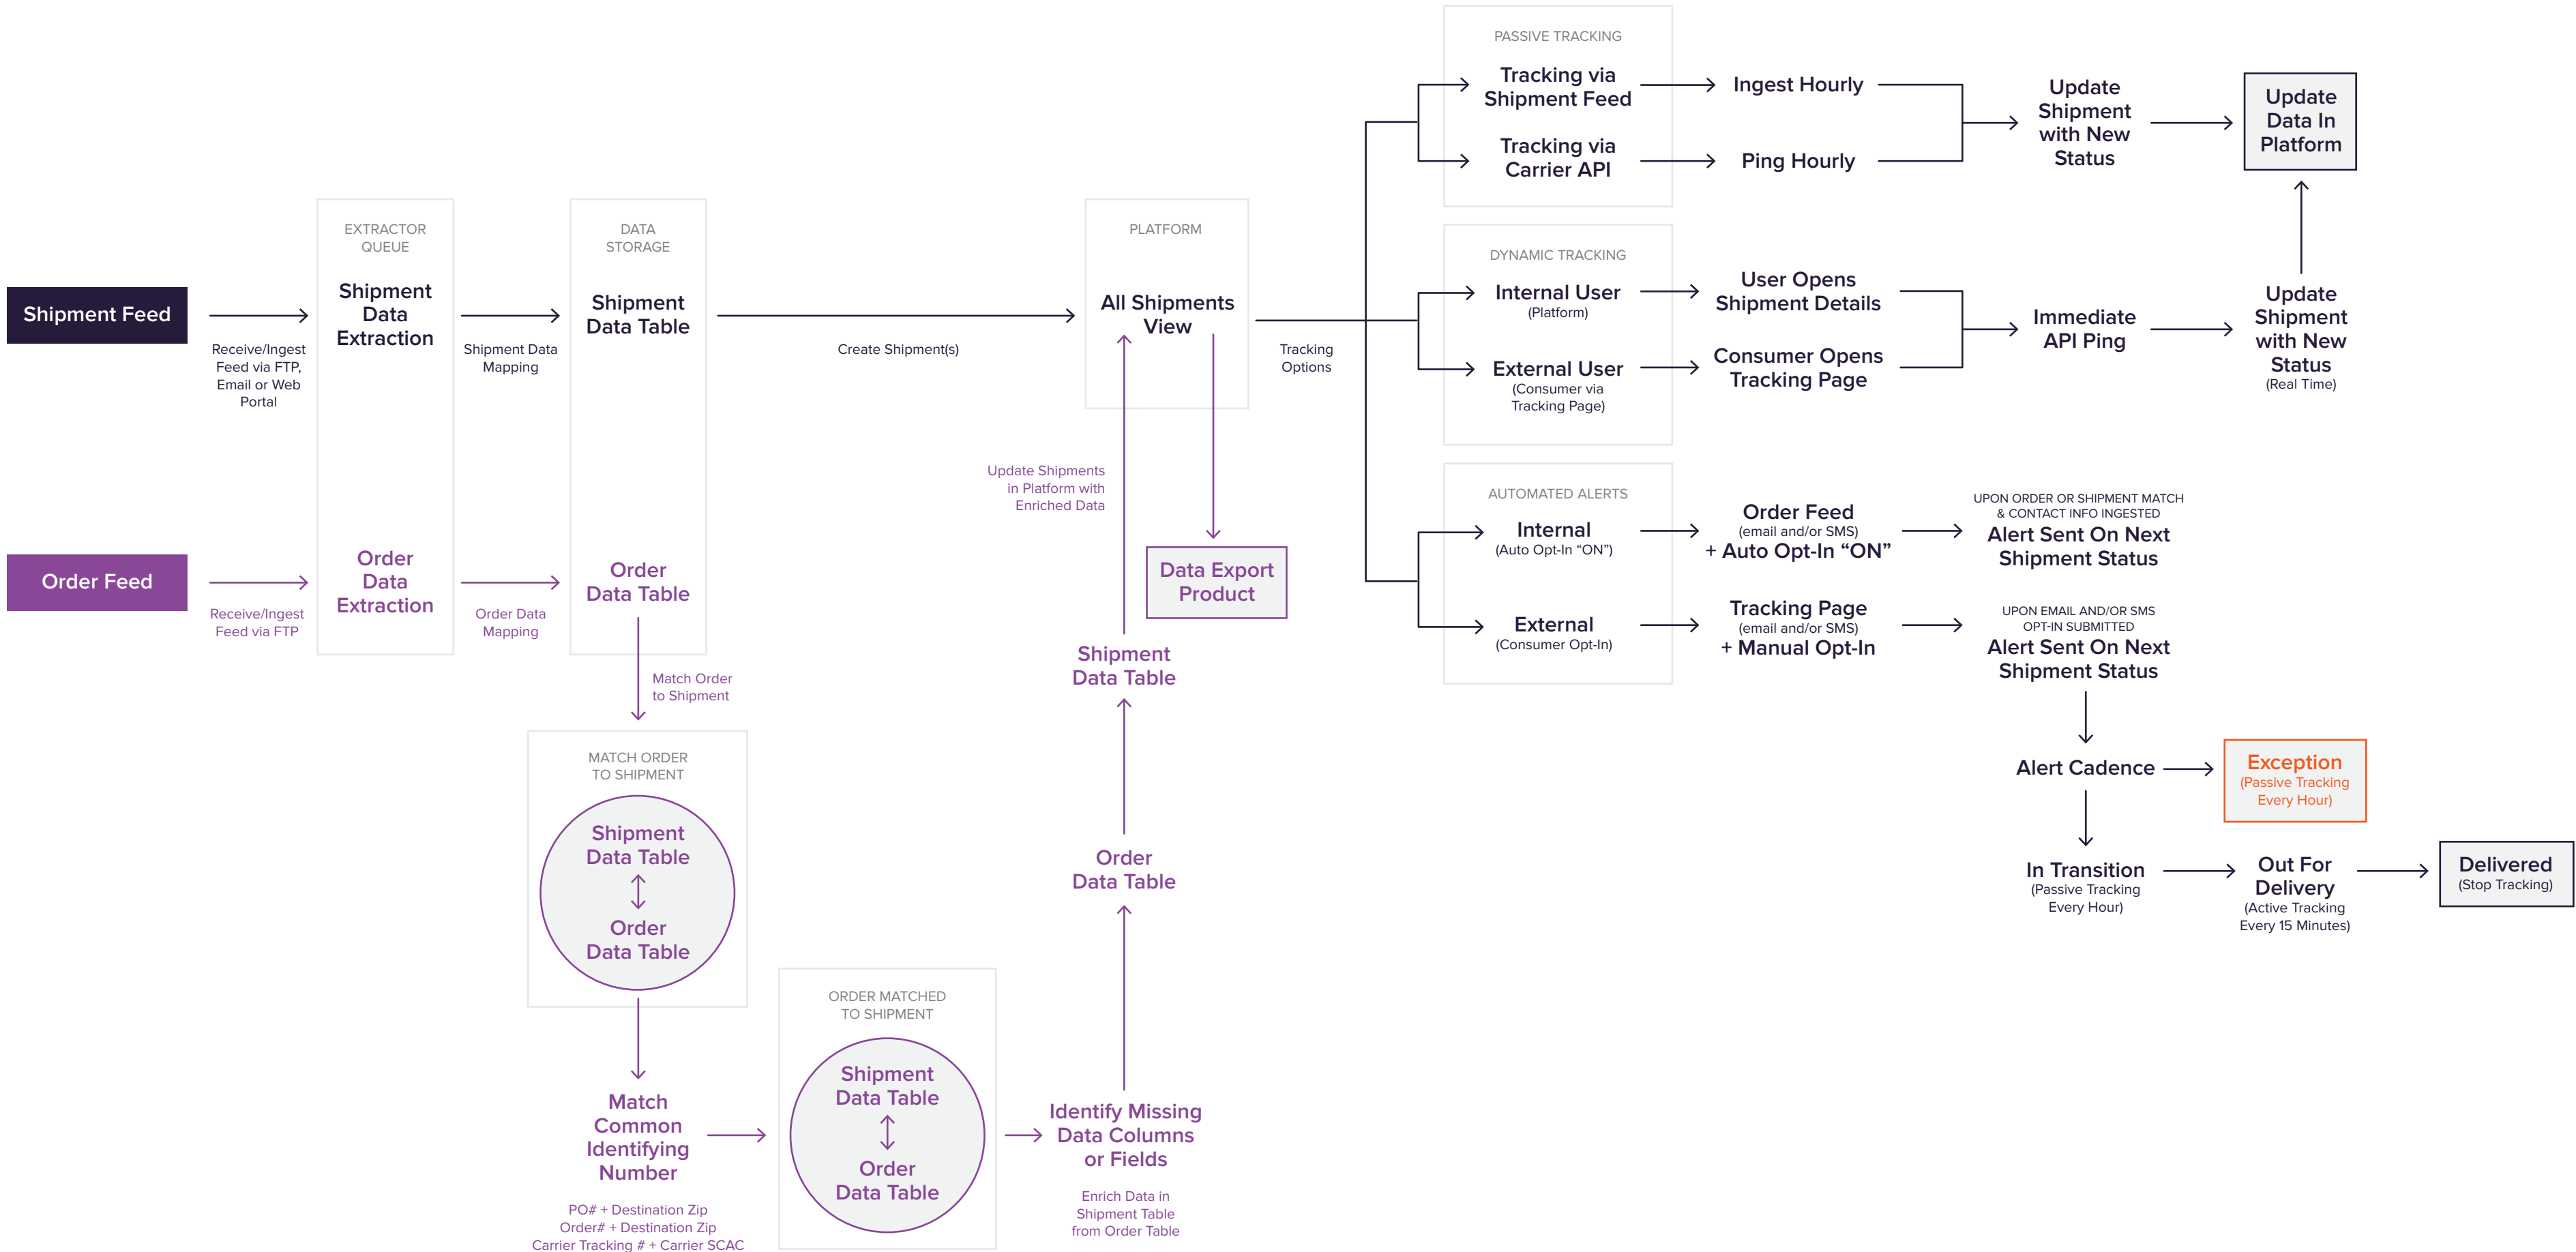 Shipment Feed
Receive/Ingest
Feed via FTP,
Email or Web
Portal
EXTRACTOR
QUEUE
Shipment
Data
Extraction
Shipment Data
Mapping
DATA
STORAGE
Shipment
Data Table
Create Shipment(s)
PLATFORM
All Shipments
View
Tracking
Options
Order Feed
Receive/Ingest
Feed via FTP
Order
Data
Extraction
Order Data
Mapping
Order
Data Table
Match Order
to Shipment
MATCH ORDER
TO SHIPMENT
Shipment
Data Table
Order
Data Table
Match
Common
Identifying
Number
PO# + Destination Zip
Order# + Destination Zip
Carrier Tracking # + Carrier SCAC
ORDER MATCHED
TO SHIPMENT
Shipment
Data Table
Order
Data Table
Identify Missing
Data Columns
or Fields
Enrich Data in
Shipment Table
from Order Table
Order
Data Table
Shipment
Data Table
Update Shipments
in Platform with
Enriched Data
Data Export
Product
PASSIVE TRACKING
Tracking via
Shipment Feed
Ingest Hourly
Tracking via
Carrier API
Ping Hourly
Update
Shipment
with New
Status
Update
Data In
Platform
DYNAMIC TRACKING
Internal User
(Platform)
User Opens
Shipment Details
External User
(Consumer via
Tracking Page)
Consumer Opens
Tracking Page
Immediate
API Ping
Update
Shipment
with New
Status
(Real Time)
AUTOMATED ALERTS
Internal
(Auto Opt-In “ON”)
Order Feed
(email and/or SMS)
+ Auto Opt-In “ON”
UPON ORDER OR SHIPMENT MATCH
& CONTACT INFO INGESTED
Alert Sent On Next
Shipment Status
External
(Consumer Opt-In)
Tracking Page
(email and/or SMS)
+ Manual Opt-In
UPON EMAIL AND/OR SMS
OPT-IN SUBMITTED
Alert Sent On Next
Shipment Status
Alert Cadence
Exception
(Passive Tracking
Every Hour)
In Transition
(Passive Tracking
Every Hour)
Out For
Delivery
(Active Tracking
Every 15 Minutes)
Delivered
(Stop Tracking)